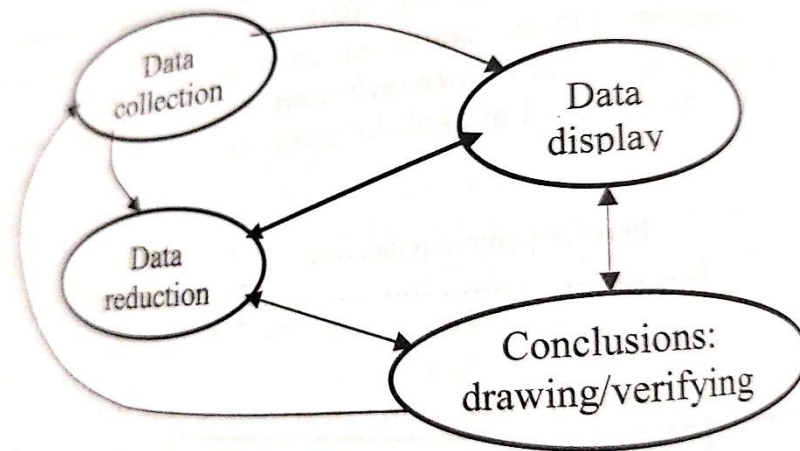 Data
collection
Data
display
Data
reduction
Conclusions:
drawing/verifying